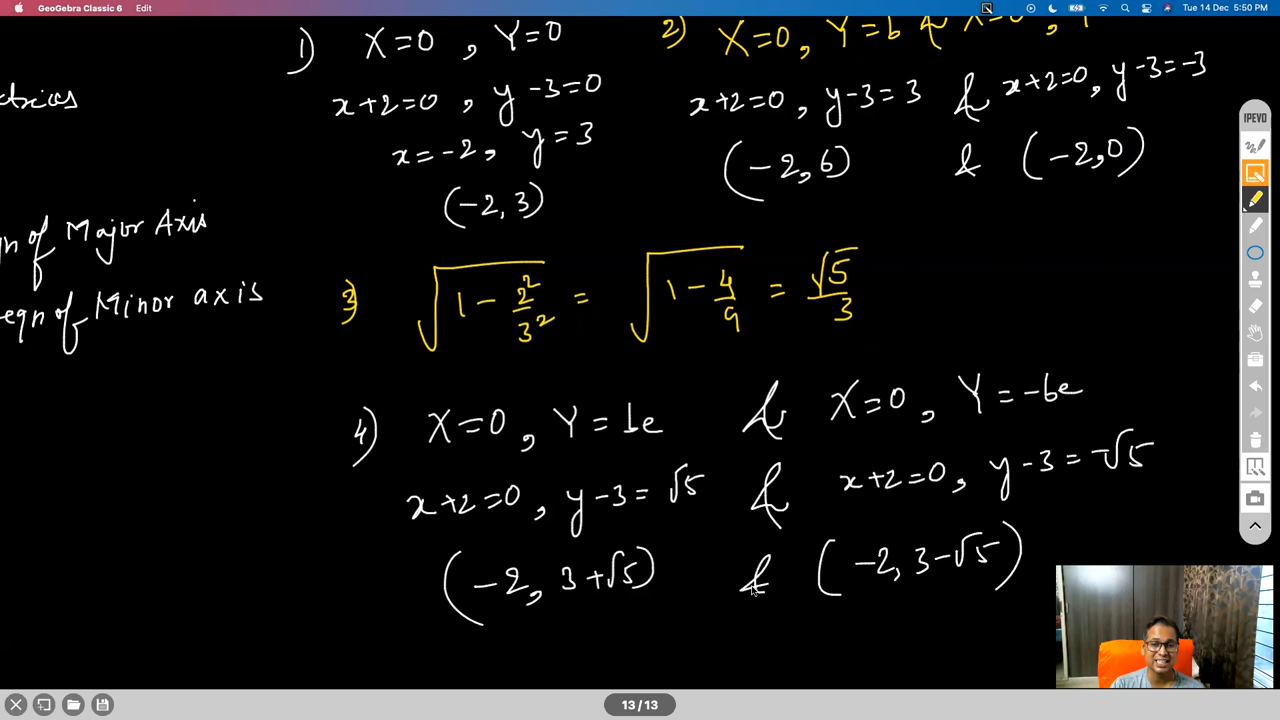 GeoGebra Classic 6 Edit Tue 14 Dec 5:50 PM
1) X=0 , Y=0
x+2=0 , y-3=0
x=-2, y=3
(-2, 3)
2) X=0, Y=b & X=0,
x+2=0, y-3=3 & x+2=0, y-3=-3
(-2, 6) & (-2, 0)
of Major Axis
eqn of Minor axis
3) √(1 - 2²/3²) = √(1 - 4/9) = √5/3
4) X=0, Y=be & X=0, Y=-be
x+2=0, y-3=√5 & x+2=0, y-3=-√5
(-2, 3+√5) & (-2, 3-√5)
IPEVO
13/13